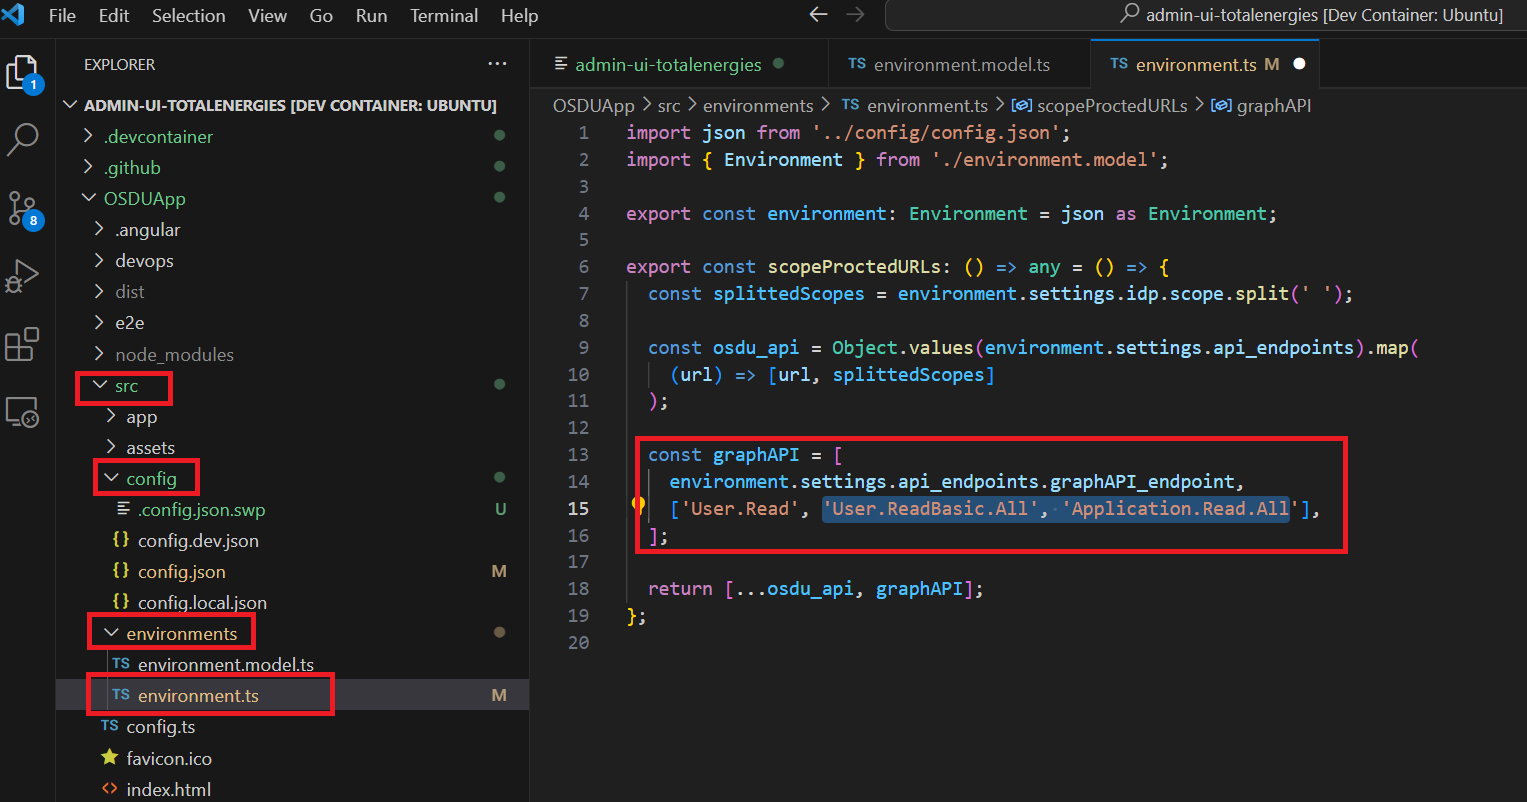 File Edit Selection View Go Run Terminal Help
admin-ui-totalenergies [Dev Container: Ubuntu]
EXPLORER
ADMIN-UI-TOTALENERGIES [DEV CONTAINER: UBUNTU]
.devcontainer
.github
OSDUApp
.angular
devops
dist
e2e
node_modules
src
app
assets
config
.config.json.swp U
{} config.dev.json
{} config.json M
{} config.local.json
environments
TS environment.model.ts
TS environment.ts M
TS config.ts
favicon.ico
<> index.html
1
8
admin-ui-totalenergies
TS environment.model.ts
TS environment.ts M
OSDUApp > src > environments > TS environment.ts > scopeProctedURLs > graphAPI
1 import json from '../config/config.json';
2 import { Environment } from './environment.model';
3
4 export const environment: Environment = json as Environment;
5
6 export const scopeProctedURLs: () => any = () => {
7 const splittedScopes = environment.settings.idp.scope.split(' ');
8
9 const osdu_api = Object.values(environment.settings.api_endpoints).map(
10 (url) => [url, splittedScopes]
11 );
12
13 const graphAPI = [
14 environment.settings.api_endpoints.graphAPI_endpoint,
15 ['User.Read', 'User.ReadBasic.All', 'Application.Read.All'],
16 ];
17
18 return [...osdu_api, graphAPI];
19 };
20